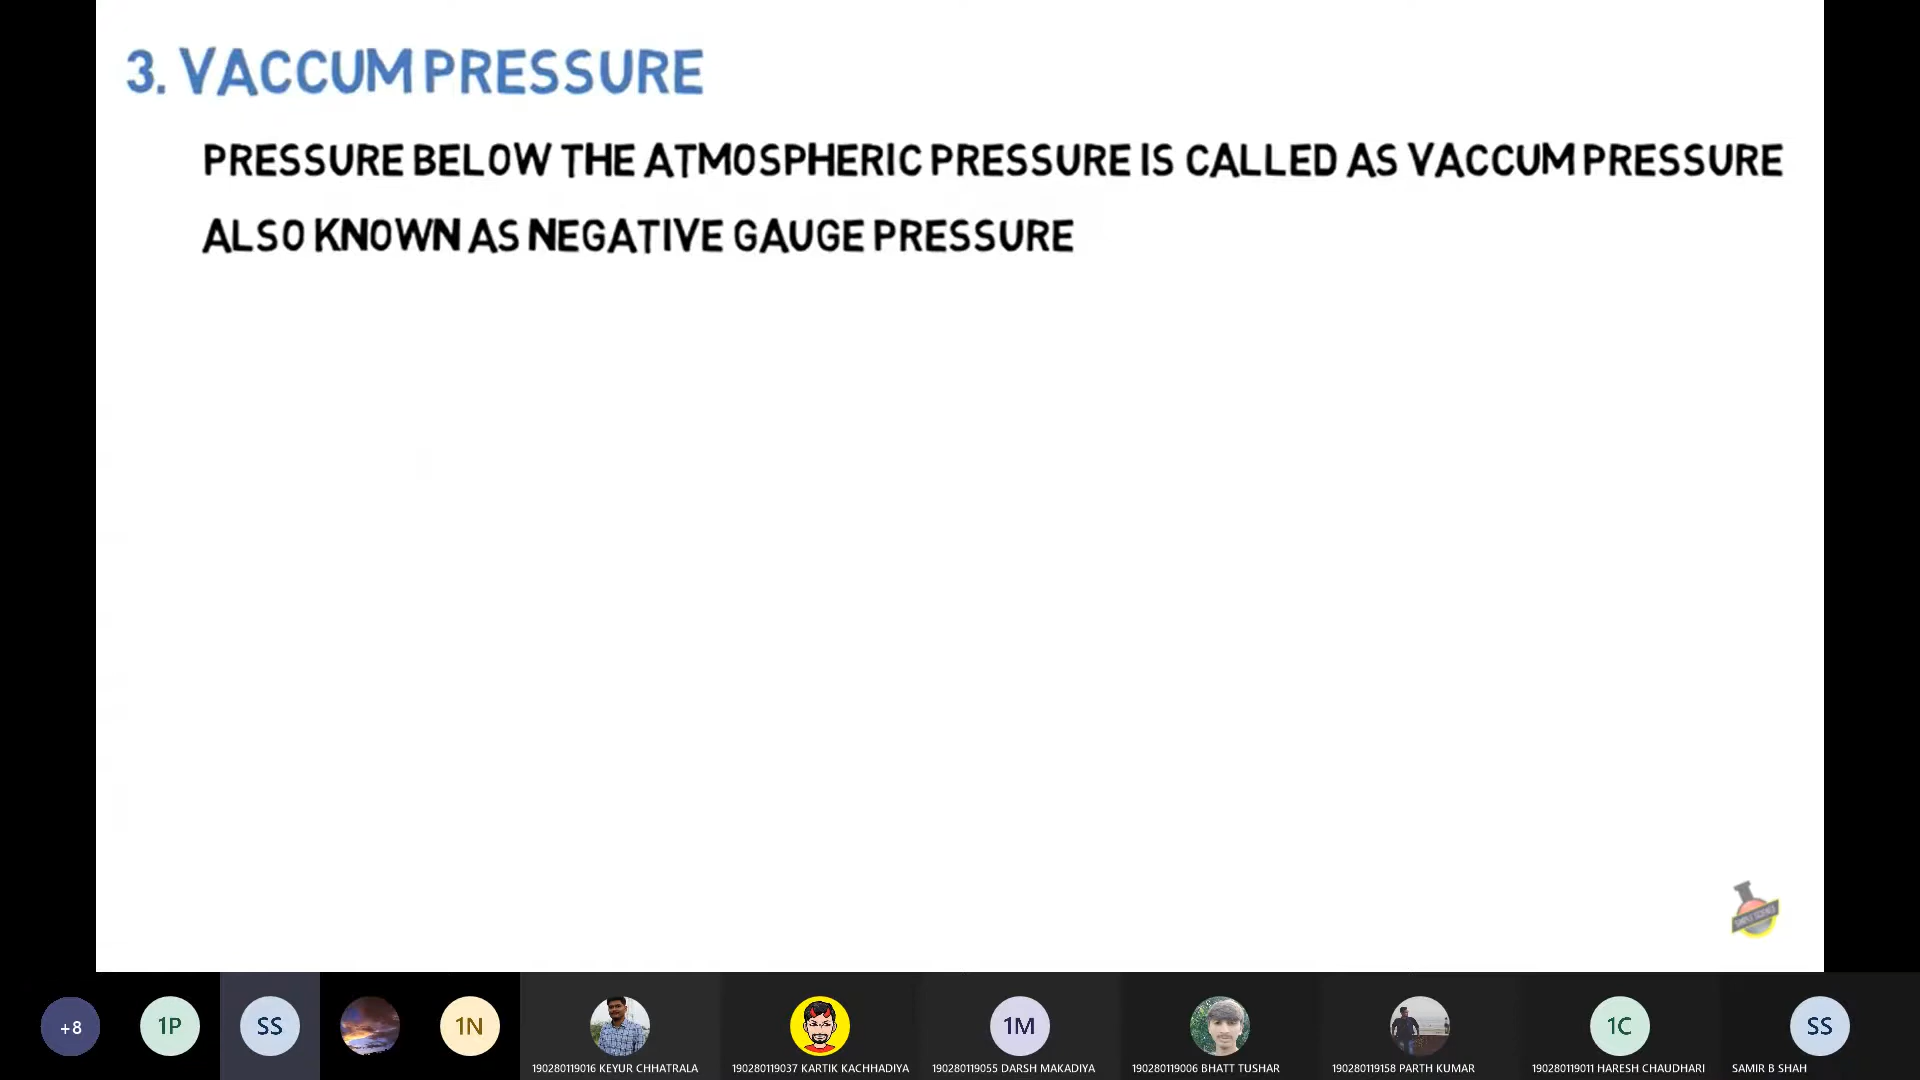 3. VACCUM PRESSURE
PRESSURE BELOW THE ATMOSPHERIC PRESSURE IS CALLED AS VACCUM PRESSURE
ALSO KNOWN AS NEGATIVE GAUGE PRESSURE
+8
1P
SS
1N
1M
1C
SS
190280119016 KEYUR CHHATRALA
190280119037 KARTIK KACHHADIYA
190280119055 DARSH MAKADIYA
190280119006 BHATT TUSHAR
190280119158 PARTH KUMAR
190280119011 HARESH CHAUDHARI
SAMIR B SHAH